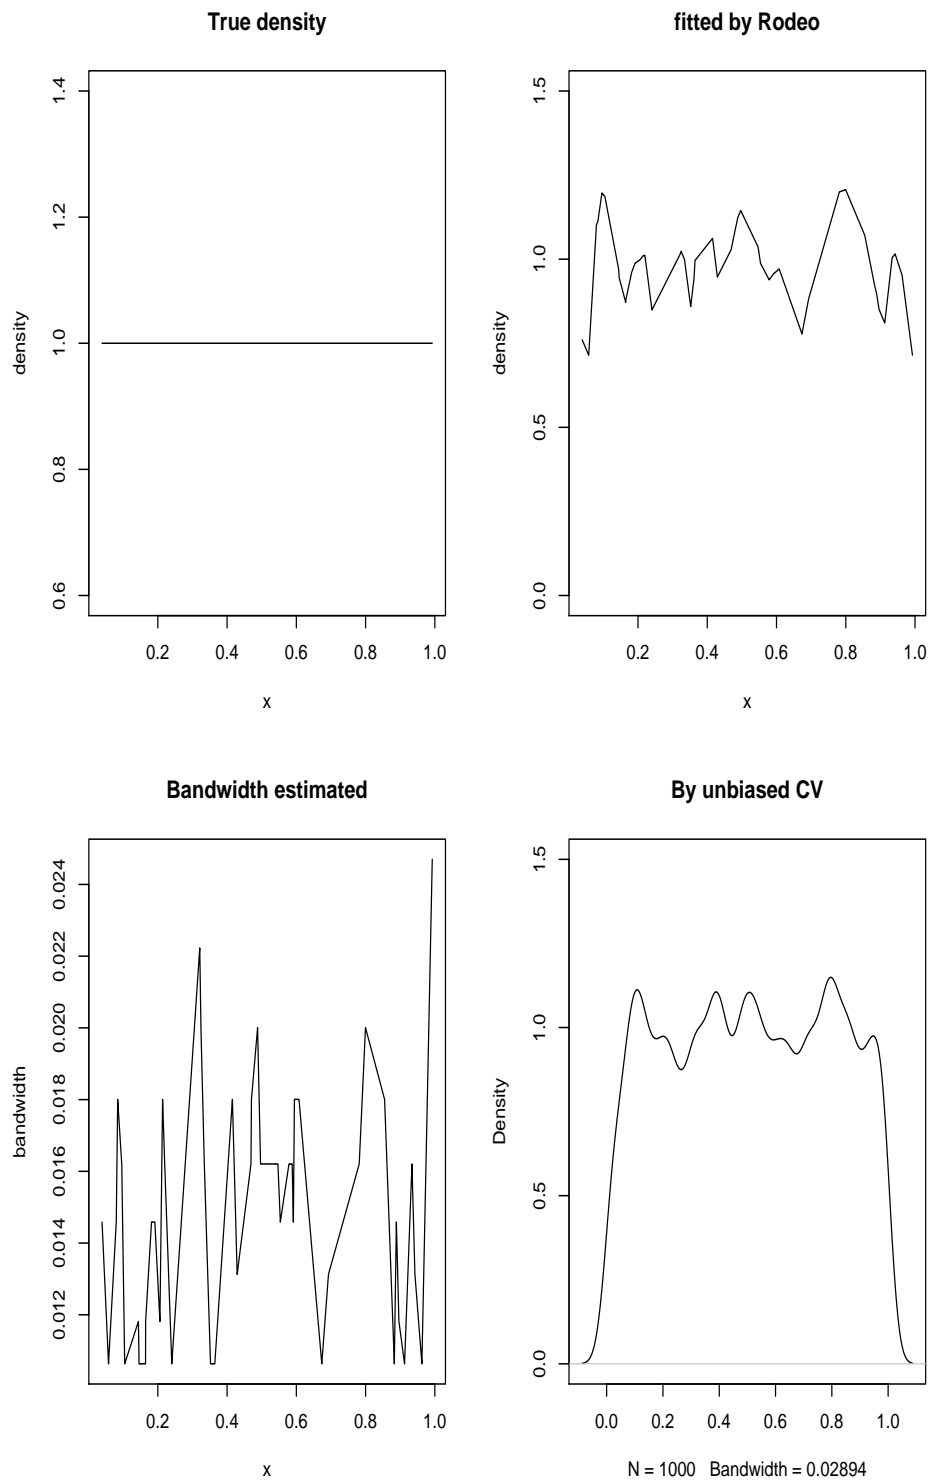 True density
density
0.6 0.8 1.0 1.2 1.4
0.2 0.4 0.6 0.8 1.0
x
fitted by Rodeo
density
0.0 0.5 1.0 1.5
0.2 0.4 0.6 0.8 1.0
x
Bandwidth estimated
bandwidth
0.012 0.014 0.016 0.018 0.020 0.022 0.024
0.2 0.4 0.6 0.8 1.0
x
By unbiased CV
Density
0.0 0.5 1.0 1.5
0.0 0.2 0.4 0.6 0.8 1.0
N = 1000 Bandwidth = 0.02894